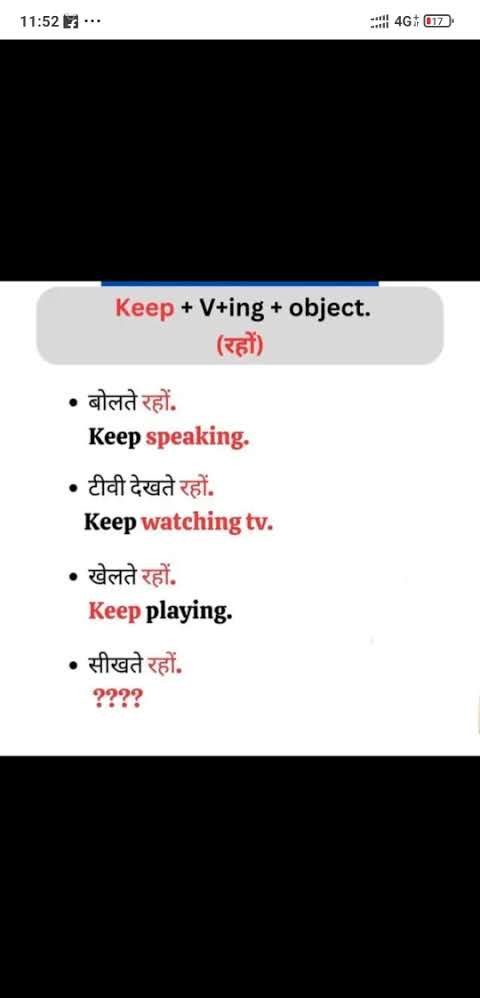 11:52
4G
17
Keep + V+ing + object.
(रहों)
• बोलते रहों.
Keep speaking.
• टीवी देखते रहों.
Keep watching tv.
• खेलते रहों.
Keep playing.
• सीखते रहों.
????